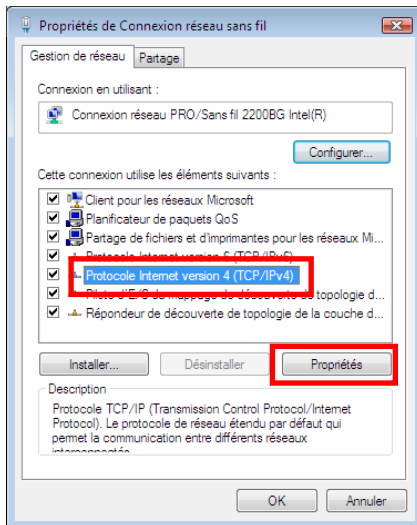 Propriétés de Connexion réseau sans fil
Gestion de réseau Partage
Connexion en utilisant :
Connexion réseau PRO/Sans fil 2200BG Intel(R)
Configurer...
Cette connexion utilise les éléments suivants :
Client pour les réseaux Microsoft
Planificateur de paquets QoS
Partage de fichiers et d'imprimantes pour les réseaux Mi...
Protocole Internet version 6 (TCP/IPv6)
Protocole Internet version 4 (TCP/IPv4)
Pilote d'E/S du mappage de découverte de topologie d...
Répondeur de découverte de topologie de la couche d...
Installer... Désinstaller Propriétés
Description
Protocole TCP/IP (Transmission Control Protocol/Internet
Protocol). Le protocole de réseau étendu par défaut qui
permet la communication entre différents réseaux
interconnectés.
OK Annuler